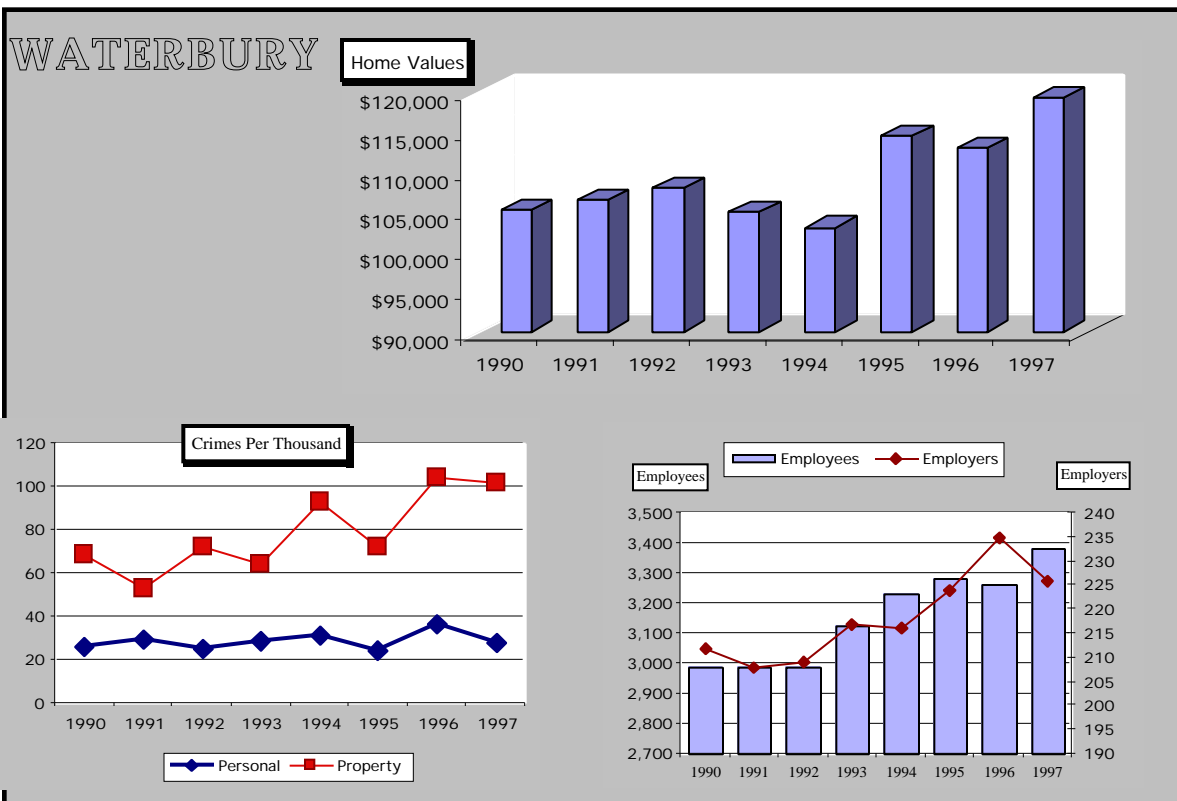 WATERBURY
Home Values
$120,000
$115,000
$110,000
$105,000
$100,000
$95,000
$90,000
1990 1991 1992 1993 1994 1995 1996 1997
Crimes Per Thousand
120
100
80
60
40
20
0
1990 1991 1992 1993 1994 1995 1996 1997
Personal Property
Employees Employers
Employees
Employers
3,500 240
3,400 235
3,300 230
3,200 225
3,100 220
3,000 215
2,900 210
2,800 205
2,700 200
195
190
1990 1991 1992 1993 1994 1995 1996 1997